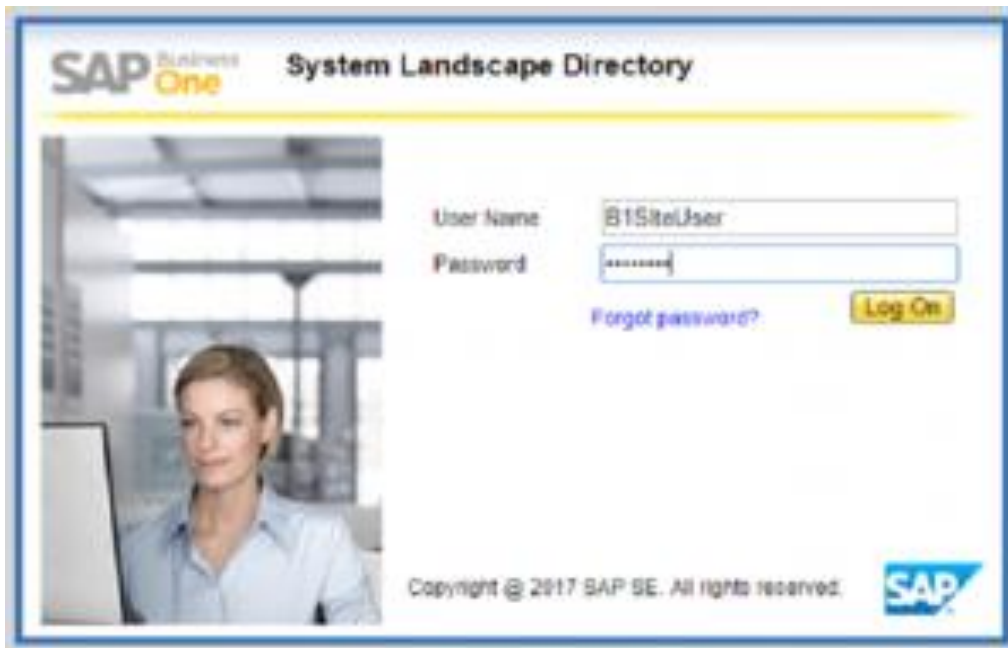 SAP Business One
System Landscape Directory
User Name B1SiteUser
Password ••••••••
Forgot password? Log On
Copyright @ 2017 SAP SE. All rights reserved.
SAP